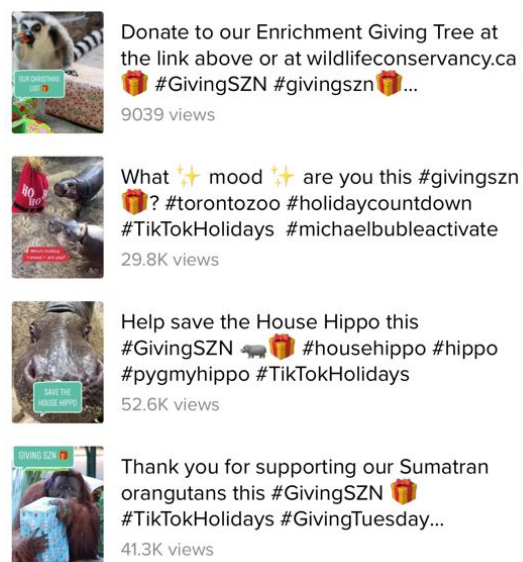 OUR CHRISTMAS
LIST 🎁
Donate to our Enrichment Giving Tree at
the link above or at wildlifeconservancy.ca
🎁 #GivingSZN #givingszn🎁...
9039 views
HO
HO
What ✨ mood ✨ are you this #givingszn
🎁? #torontozoo #holidaycountdown
#TikTokHolidays #michaelbubleactivate
29.8K views
Help save the House Hippo this
#GivingSZN 🦛🎁 #househippo #hippo
#pygmyhippo #TikTokHolidays
52.6K views
SAVE THE
HOUSE HIPPO
GIVING SZN 🎁
Thank you for supporting our Sumatran
orangutans this #GivingSZN 🎁
#TikTokHolidays #GivingTuesday...
41.3K views